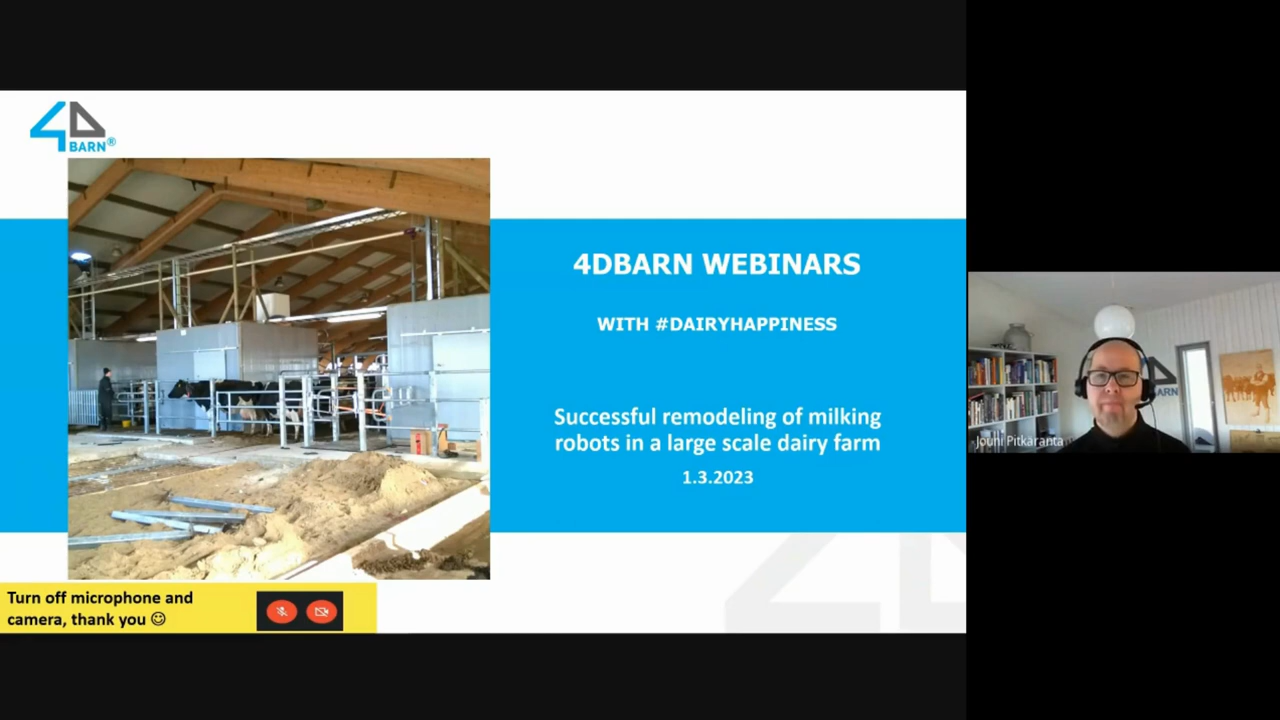 4D
BARN®
4DBARN WEBINARS
WITH #DAIRYHAPPINESS
Successful remodeling of milking
robots in a large scale dairy farm
1.3.2023
Turn off microphone and
camera, thank you ☺
Jouni Pitkäranta
BARN